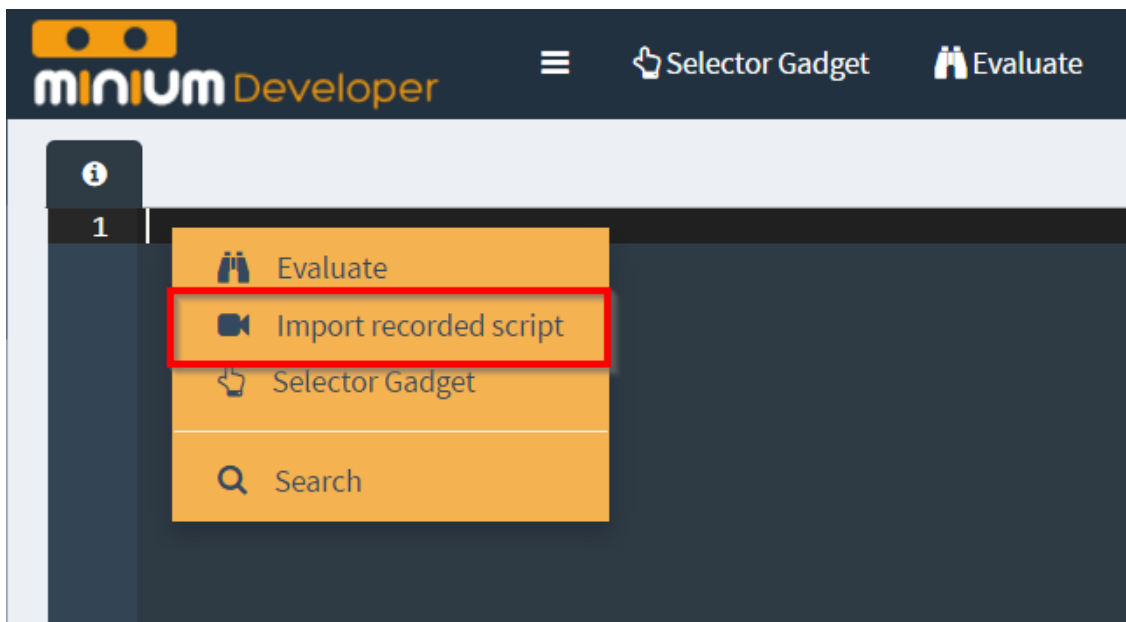 minium Developer
Selector Gadget
Evaluate
1
Evaluate
Import recorded script
Selector Gadget
Search